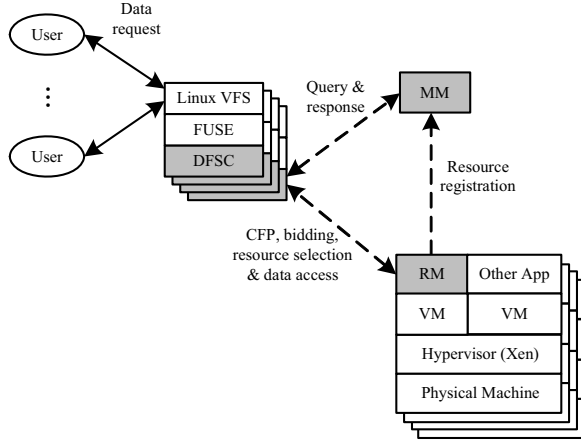 User
Data
request
...
User
Linux VFS
FUSE
DFSC
Query &
response
MM
Resource
registration
CFP, bidding,
resource selection
& data access
RM
Other App
VM
VM
Hypervisor (Xen)
Physical Machine